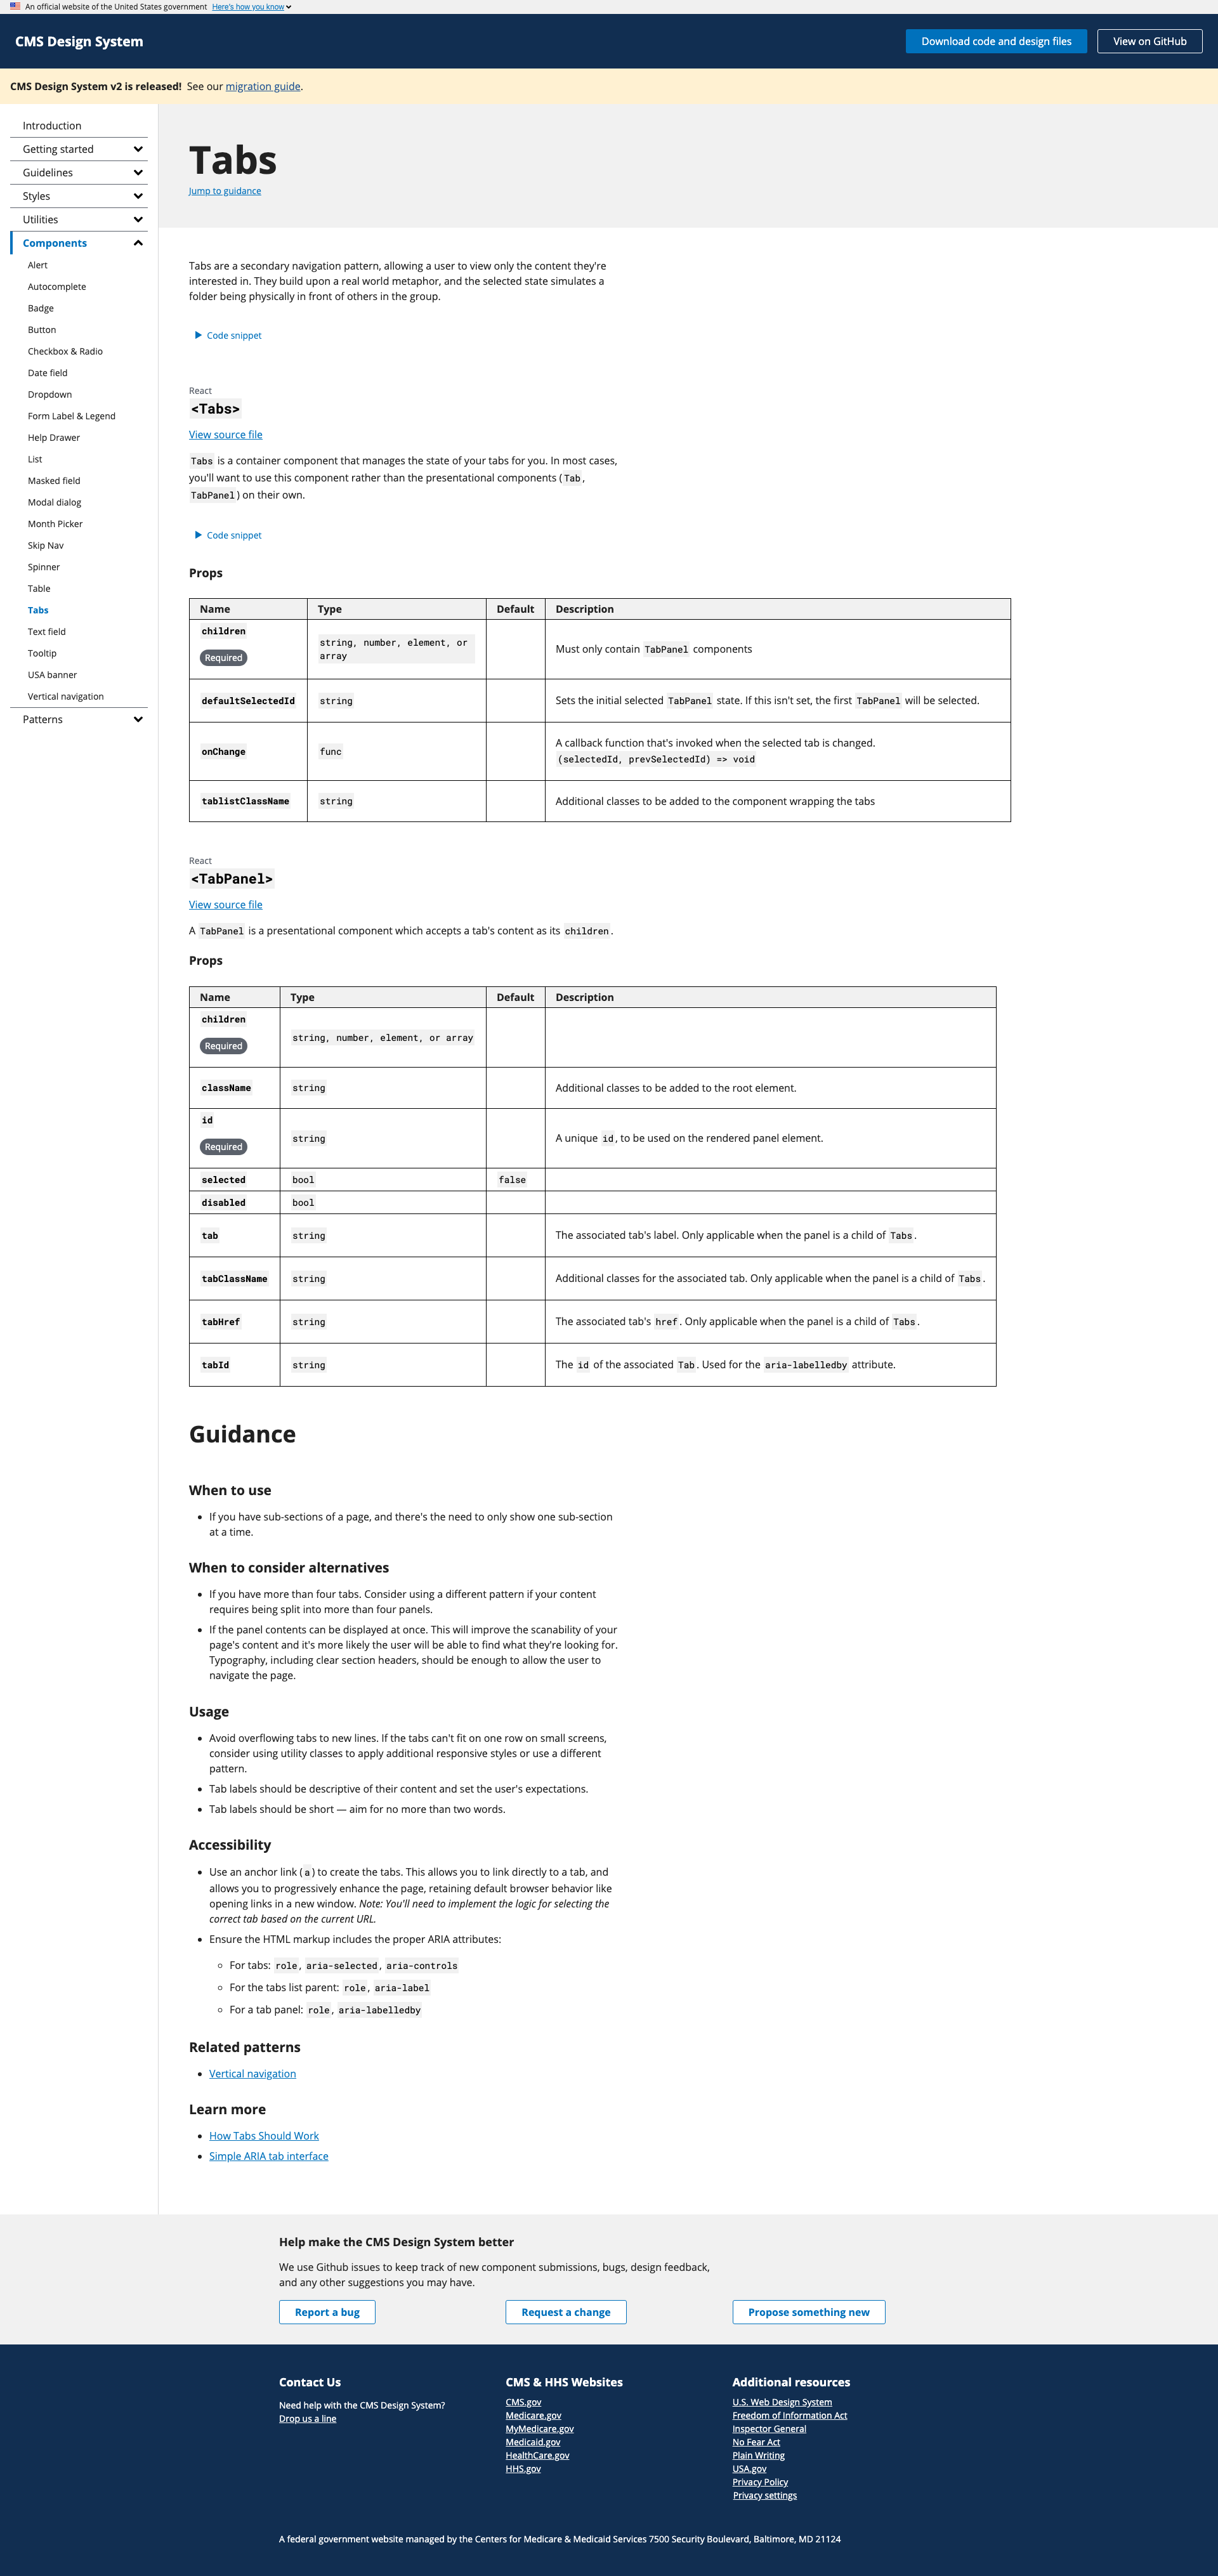 An official website of the United States government Here's how you know
CMS Design System
Download code and design files
View on GitHub
CMS Design System v2 is released! See our migration guide.
Introduction
Getting started
Guidelines
Styles
Utilities
Components
Alert
Autocomplete
Badge
Button
Checkbox & Radio
Date field
Dropdown
Form Label & Legend
Help Drawer
List
Masked field
Modal dialog
Month Picker
Skip Nav
Spinner
Table
Tabs
Text field
Tooltip
USA banner
Vertical navigation
Patterns
Tabs
Jump to guidance
Tabs are a secondary navigation pattern, allowing a user to view only the content they're
interested in. They build upon a real world metaphor, and the selected state simulates a
folder being physically in front of others in the group.
Code snippet
React
<Tabs>
View source file
Tabs is a container component that manages the state of your tabs for you. In most cases,
you'll want to use this component rather than the presentational components (Tab,
TabPanel) on their own.
Code snippet
Props
Name Type Default Description
children
Required
string, number, element, or
array
Must only contain TabPanel components
defaultSelectedId string Sets the initial selected TabPanel state. If this isn't set, the first TabPanel will be selected.
onChange func A callback function that's invoked when the selected tab is changed.
(selectedId, prevSelectedId) => void
tablistClassName string Additional classes to be added to the component wrapping the tabs
React
<TabPanel>
View source file
A TabPanel is a presentational component which accepts a tab's content as its children.
Props
Name Type Default Description
children
Required
string, number, element, or array
className string Additional classes to be added to the root element.
id
Required
string A unique id, to be used on the rendered panel element.
selected bool false
disabled bool
tab string The associated tab's label. Only applicable when the panel is a child of Tabs.
tabClassName string Additional classes for the associated tab. Only applicable when the panel is a child of Tabs.
tabHref string The associated tab's href. Only applicable when the panel is a child of Tabs.
tabId string The id of the associated Tab. Used for the aria-labelledby attribute.
Guidance
When to use
• If you have sub-sections of a page, and there's the need to only show one sub-section
at a time.
When to consider alternatives
• If you have more than four tabs. Consider using a different pattern if your content
requires being split into more than four panels.
• If the panel contents can be displayed at once. This will improve the scanability of your
page's content and it's more likely the user will be able to find what they're looking for.
Typography, including clear section headers, should be enough to allow the user to
navigate the page.
Usage
• Avoid overflowing tabs to new lines. If the tabs can't fit on one row on small screens,
consider using utility classes to apply additional responsive styles or use a different
pattern.
• Tab labels should be descriptive of their content and set the user's expectations.
• Tab labels should be short — aim for no more than two words.
Accessibility
• Use an anchor link (a) to create the tabs. This allows you to link directly to a tab, and
allows you to progressively enhance the page, retaining default browser behavior like
opening links in a new window. Note: You'll need to implement the logic for selecting the
correct tab based on the current URL.
• Ensure the HTML markup includes the proper ARIA attributes:
◦ For tabs: role, aria-selected, aria-controls
◦ For the tabs list parent: role, aria-label
◦ For a tab panel: role, aria-labelledby
Related patterns
• Vertical navigation
Learn more
• How Tabs Should Work
• Simple ARIA tab interface
Help make the CMS Design System better
We use Github issues to keep track of new component submissions, bugs, design feedback,
and any other suggestions you may have.
Report a bug
Request a change
Propose something new
Contact Us
Need help with the CMS Design System?
Drop us a line
CMS & HHS Websites
CMS.gov
Medicare.gov
MyMedicare.gov
Medicaid.gov
HealthCare.gov
HHS.gov
Additional resources
U.S. Web Design System
Freedom of Information Act
Inspector General
No Fear Act
Plain Writing
USA.gov
Privacy Policy
Privacy settings
A federal government website managed by the Centers for Medicare & Medicaid Services 7500 Security Boulevard, Baltimore, MD 21124